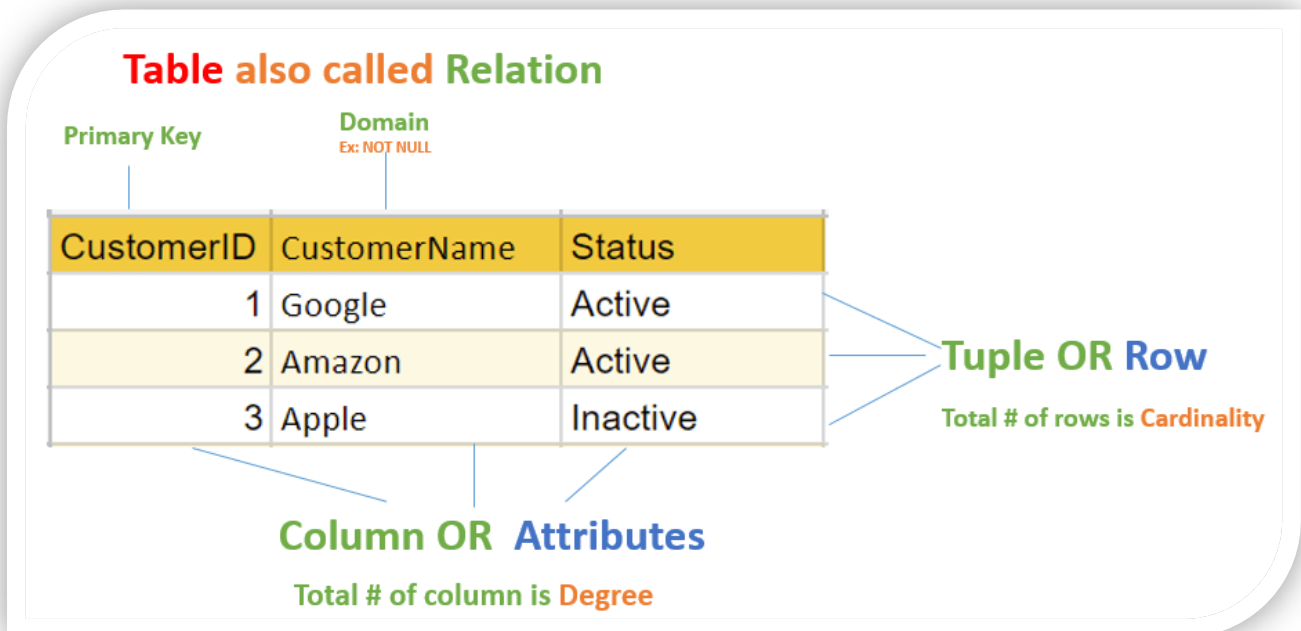 Table also called Relation
Primary Key
Domain
Ex: NOT NULL
CustomerID CustomerName Status
1 Google Active
2 Amazon Active
3 Apple Inactive
Tuple OR Row
Total # of rows is Cardinality
Column OR Attributes
Total # of column is Degree